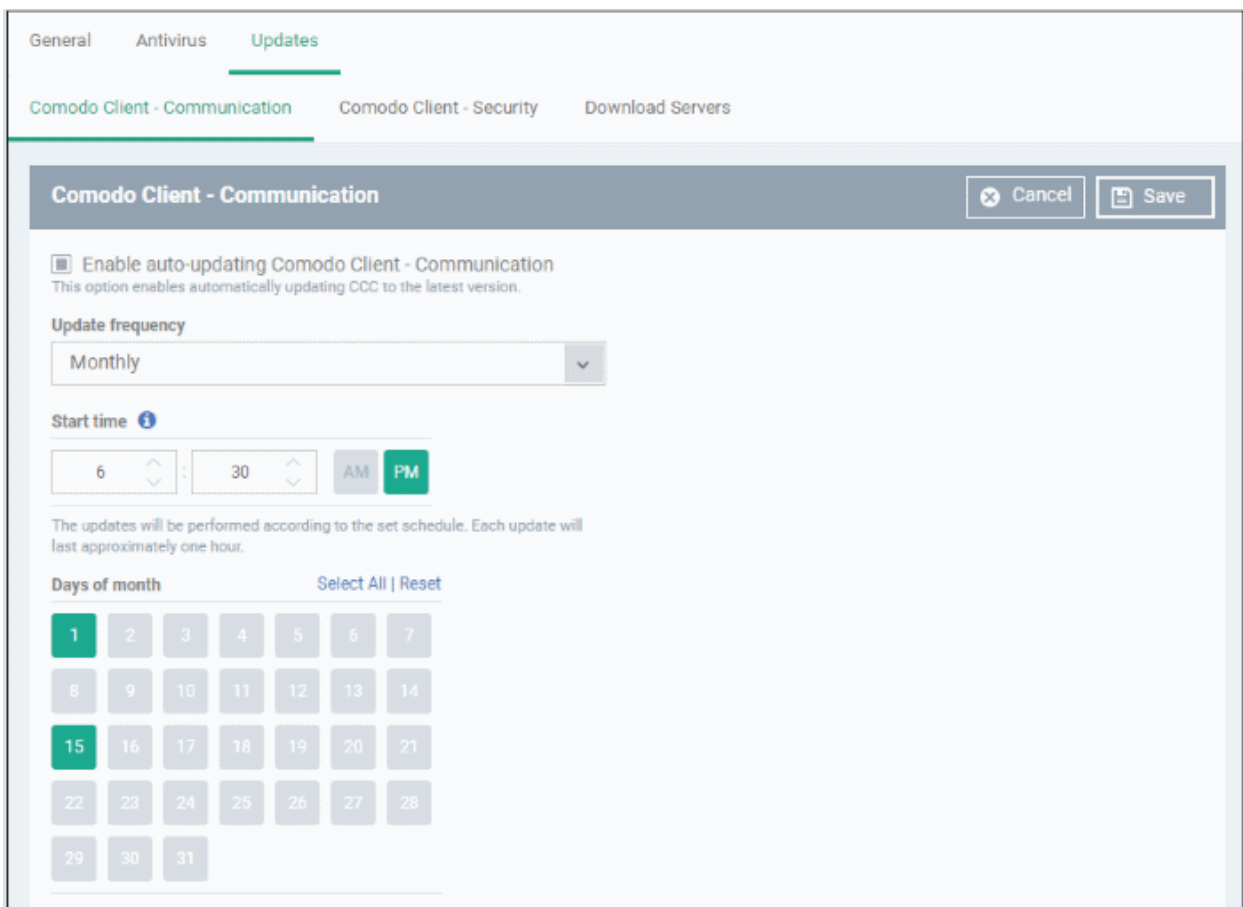 General Antivirus Updates
Comodo Client - Communication Comodo Client - Security Download Servers
Comodo Client - Communication Cancel Save
Enable auto-updating Comodo Client - Communication
This option enables automatically updating CCC to the latest version.
Update frequency
Monthly
Start time
6 : 30 AM PM
The updates will be performed according to the set schedule. Each update will
last approximately one hour.
Days of month Select All | Reset
1 2 3 4 5 6 7
8 9 10 11 12 13 14
15 16 17 18 19 20 21
22 23 24 25 26 27 28
29 30 31